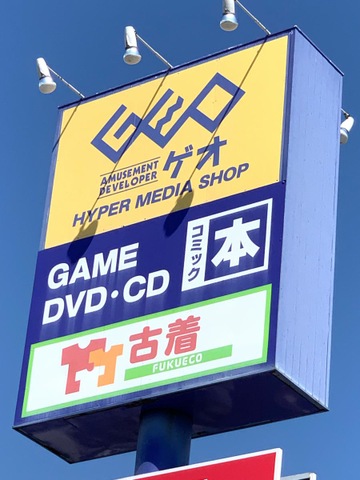 GEO
AMUSEMENT
DEVELOPER
ゲオ
HYPER MEDIA SHOP
GAME
DVD・CD
コミック
本
古着
FUKUECO